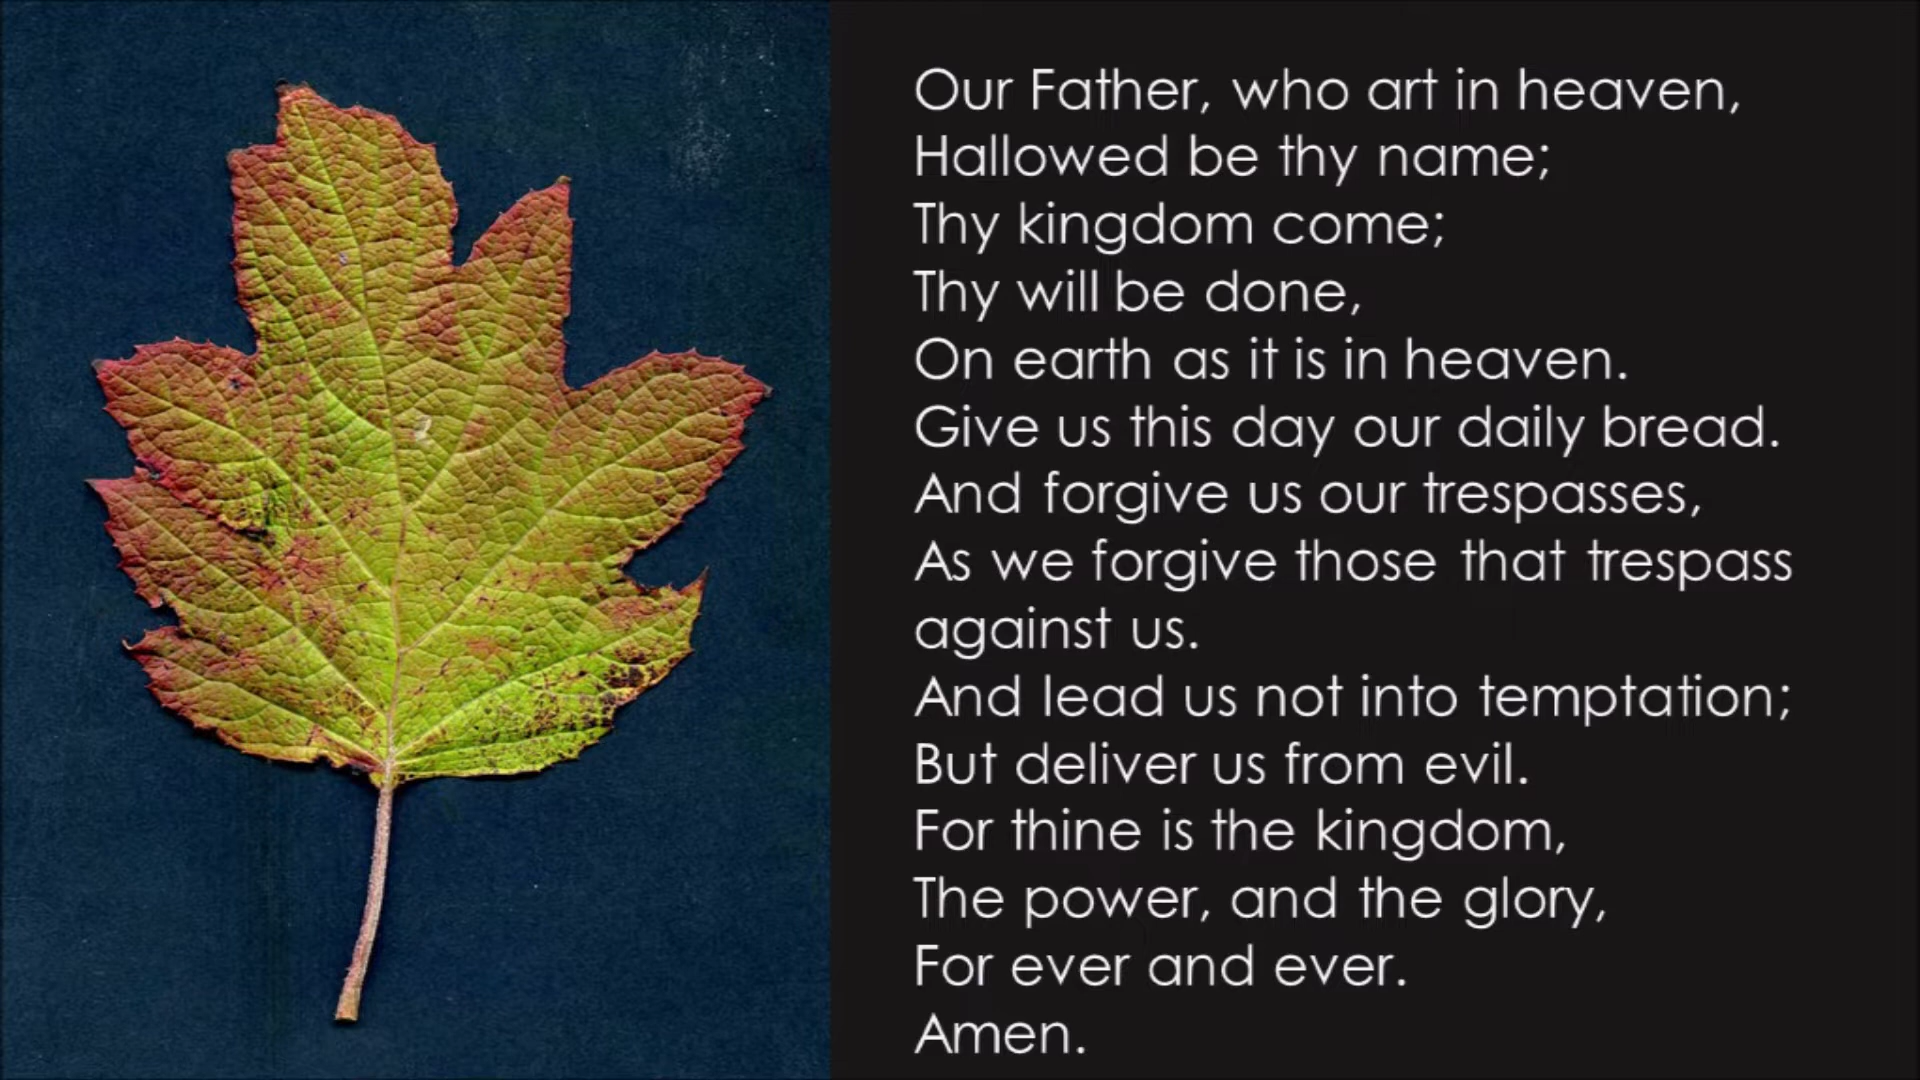 Our Father, who art in heaven,
Hallowed be thy name;
Thy kingdom come;
Thy will be done,
On earth as it is in heaven.
Give us this day our daily bread.
And forgive us our trespasses,
As we forgive those that trespass
against us.
And lead us not into temptation;
But deliver us from evil.
For thine is the kingdom,
The power, and the glory,
For ever and ever.
Amen.